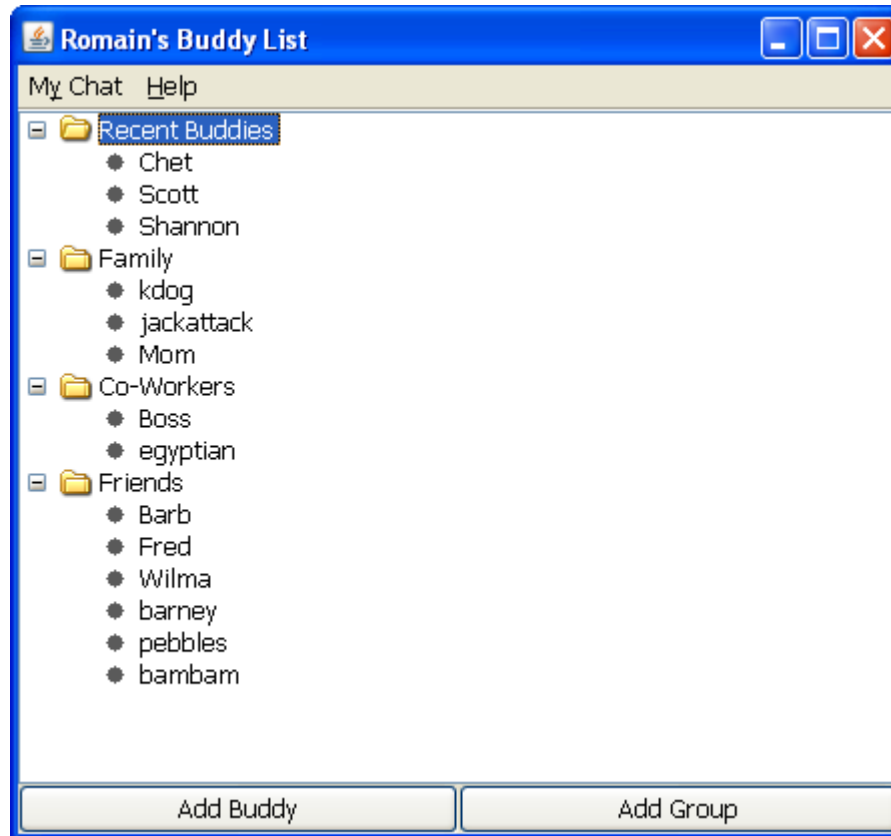 Romain's Buddy List
My Chat Help
Recent Buddies
Chet
Scott
Shannon
Family
kdog
jackattack
Mom
Co-Workers
Boss
egyptian
Friends
Barb
Fred
Wilma
barney
pebbles
bambam
Add Buddy Add Group